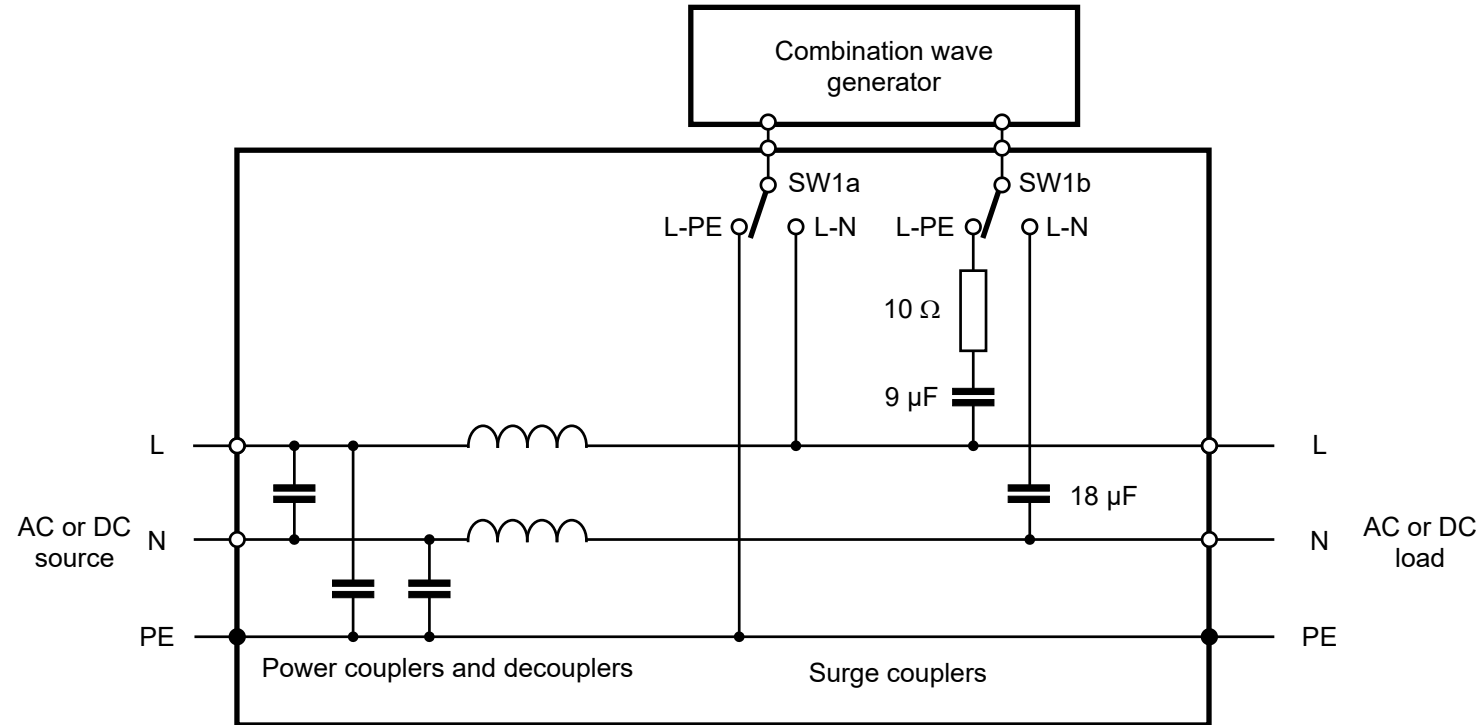 Combination wave
generator
SW1a
SW1b
L-PE
L-N
L-PE
L-N
10 Ω
9 µF
L
L
18 µF
AC or DC
source
N
N
AC or DC
load
PE
PE
Power couplers and decouplers
Surge couplers